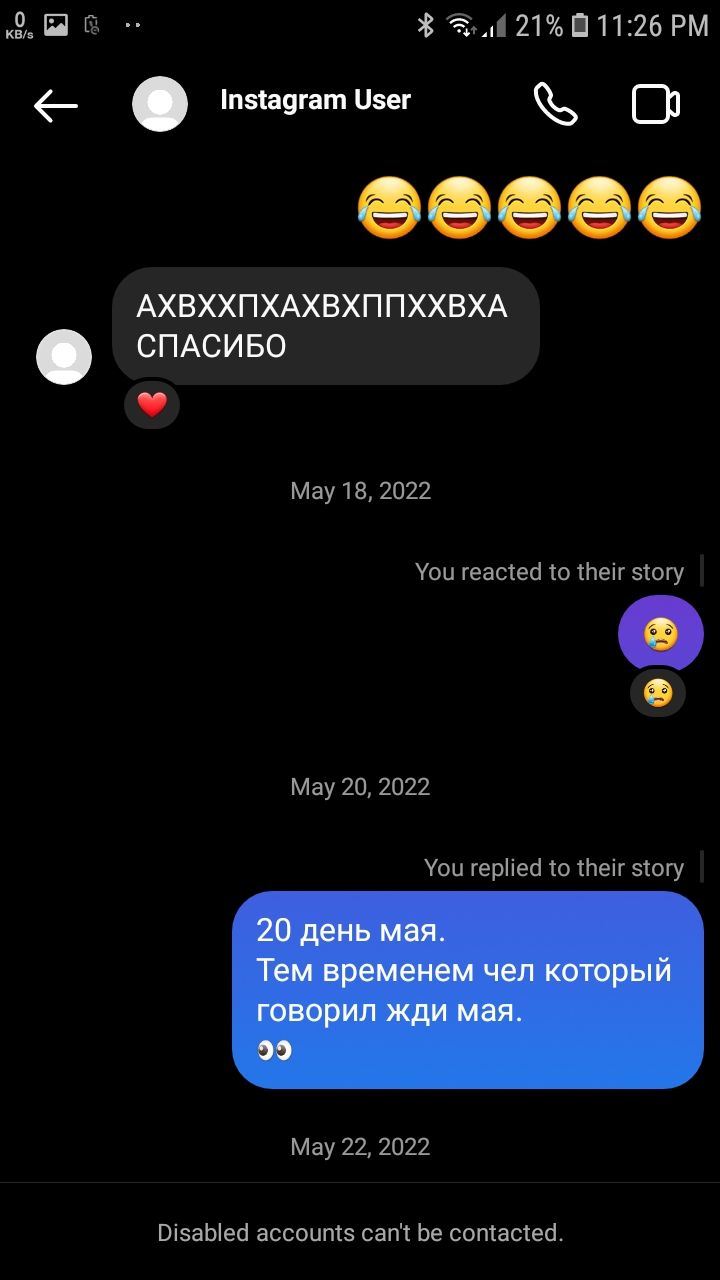 0
KB/s
21%
11:26 PM
Instagram User
😂😂😂😂😂
АХВХХПХАХВХППХХВХА
СПАСИБО
❤️
May 18, 2022
You reacted to their story
😢
😢
May 20, 2022
You replied to their story
20 день мая.
Тем временем чел который
говорил жди мая.
👀
May 22, 2022
Disabled accounts can't be contacted.